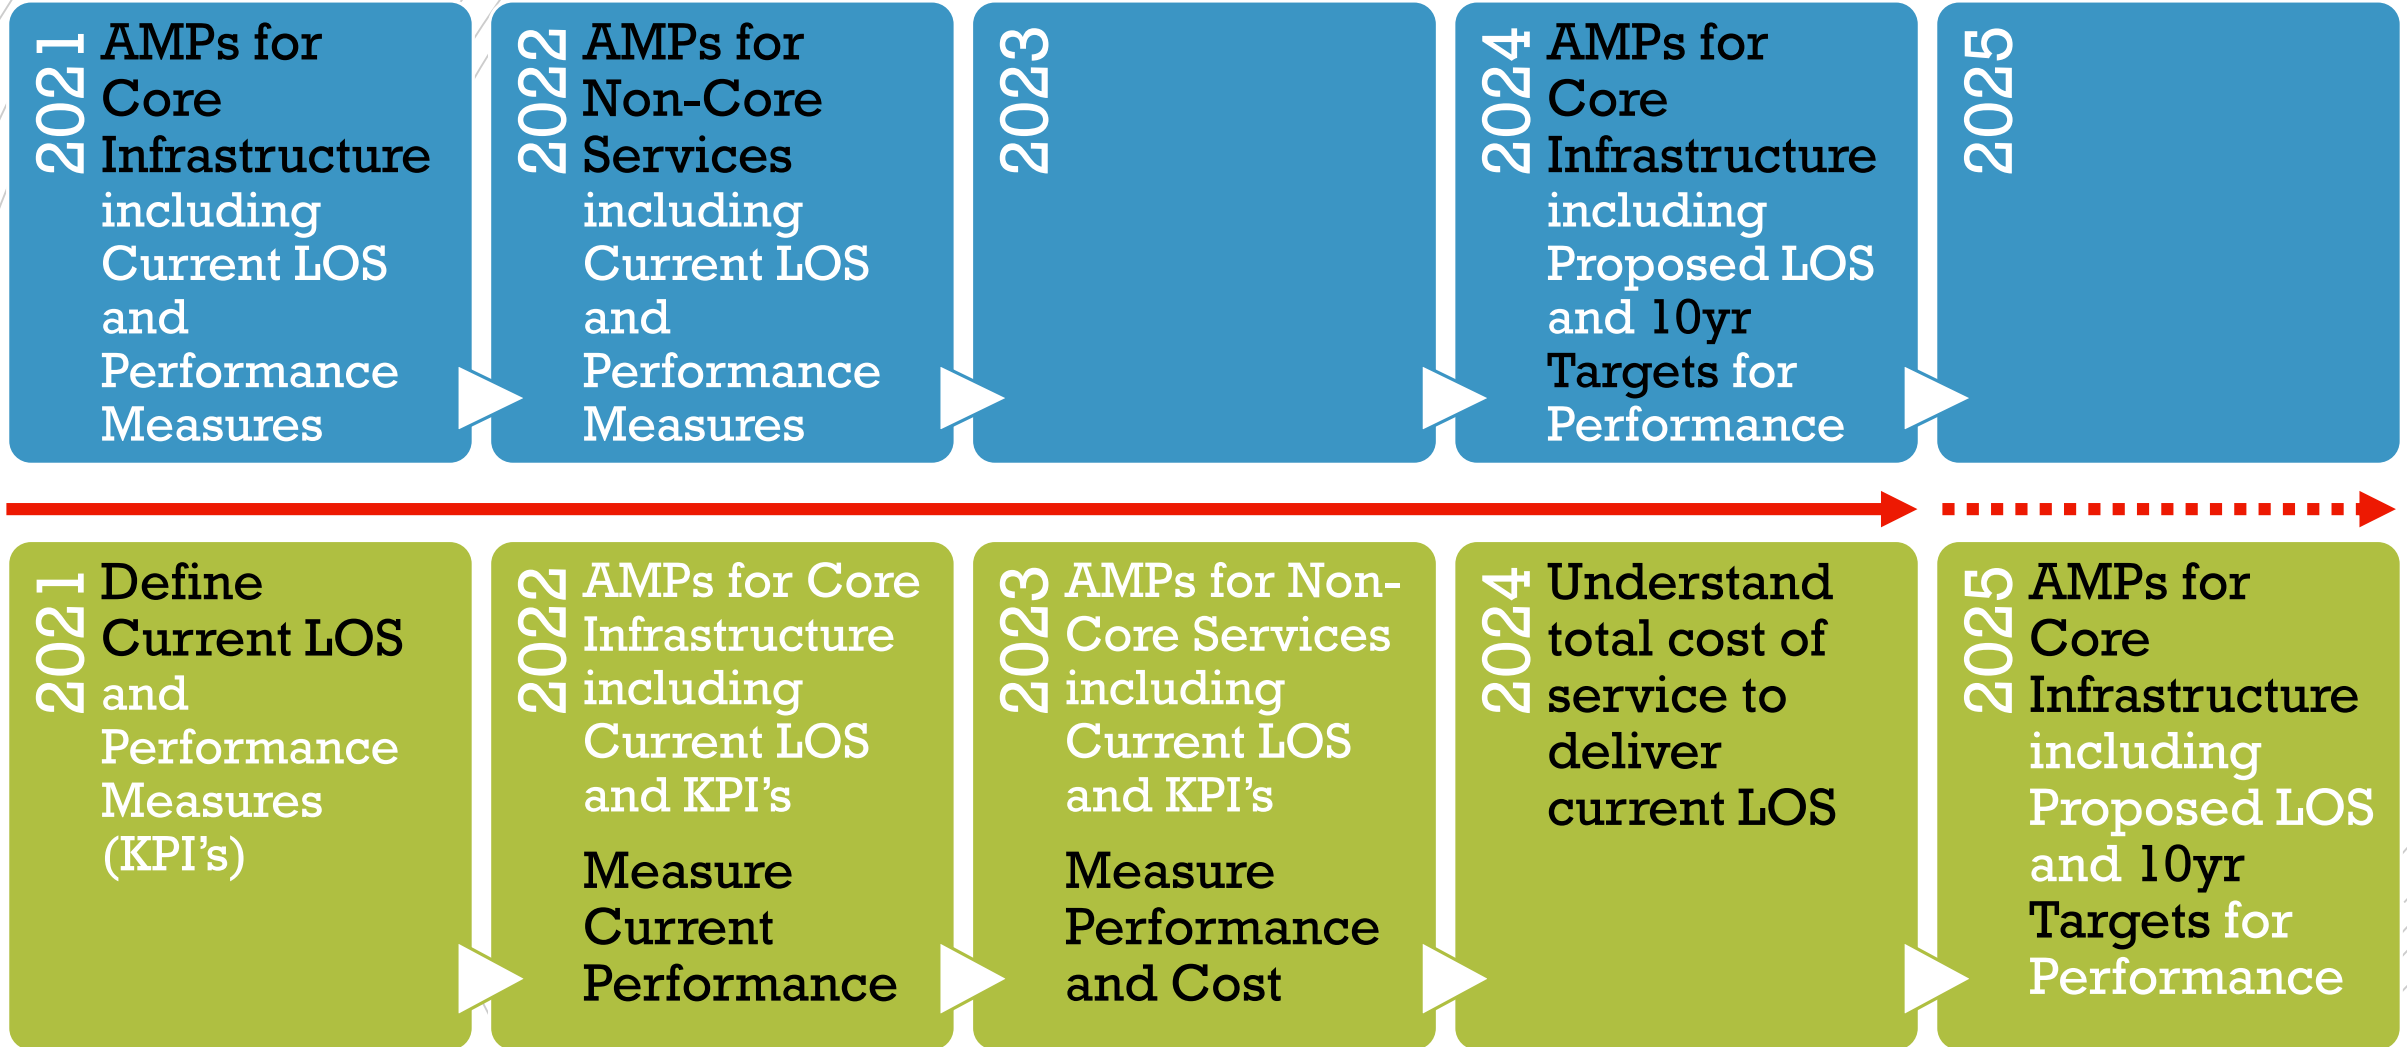 2021
AMPs for
Core
Infrastructure
including
Current LOS
and
Performance
Measures
2022
AMPs for
Non-Core
Services
including
Current LOS
and
Performance
Measures
2023
2024
AMPs for
Core
Infrastructure
including
Proposed LOS
and 10yr
Targets for
Performance
2025
2021
Define
Current LOS
and
Performance
Measures
(KPI’s)
2022
AMPs for Core
Infrastructure
including
Current LOS
and KPI’s
Measure
Current
Performance
2023
AMPs for Non-
Core Services
including
Current LOS
and KPI’s
Measure
Performance
and Cost
2024
Understand
total cost of
service to
deliver
current LOS
2025
AMPs for
Core
Infrastructure
including
Proposed LOS
and 10yr
Targets for
Performance